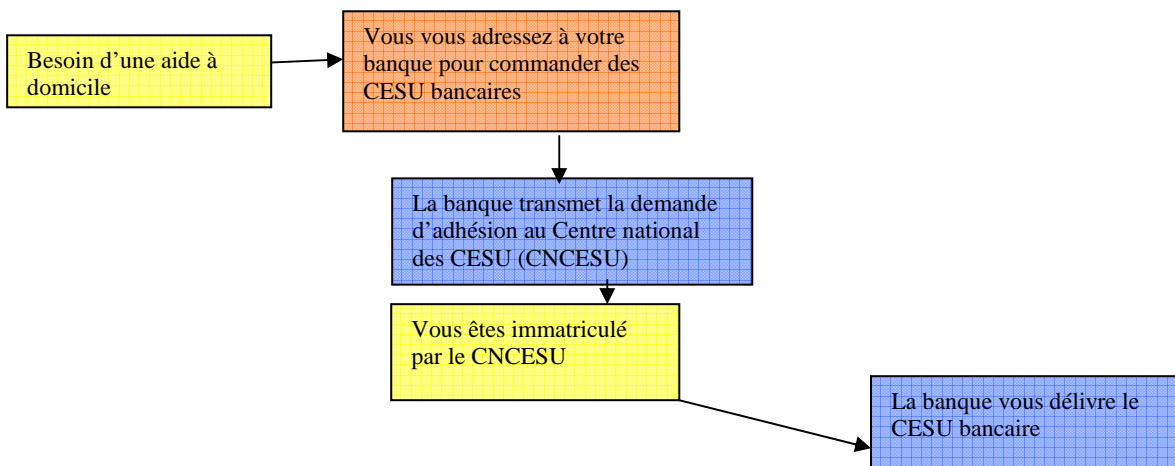 Besoin d’une aide à
domicile
Vous vous adressez à votre
banque pour commander des
CESU bancaires
La banque transmet la demande
d’adhésion au Centre national
des CESU (CNCESU)
Vous êtes immatriculé
par le CNCESU
La banque vous délivre le
CESU bancaire